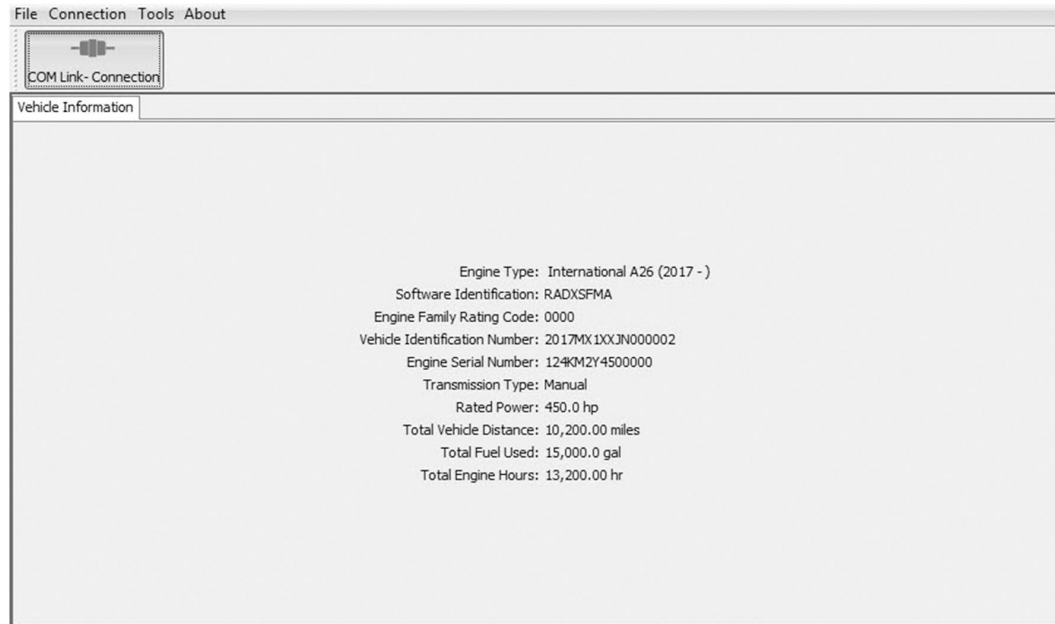 File Connection Tools About
COM Link- Connection
Vehicle Information
Engine Type: International A26 (2017 - )
Software Identification: RADXSFMA
Engine Family Rating Code: 0000
Vehicle Identification Number: 2017MX1XXJN000002
Engine Serial Number: 124KM2Y4500000
Transmission Type: Manual
Rated Power: 450.0 hp
Total Vehicle Distance: 10,200.00 miles
Total Fuel Used: 15,000.0 gal
Total Engine Hours: 13,200.00 hr